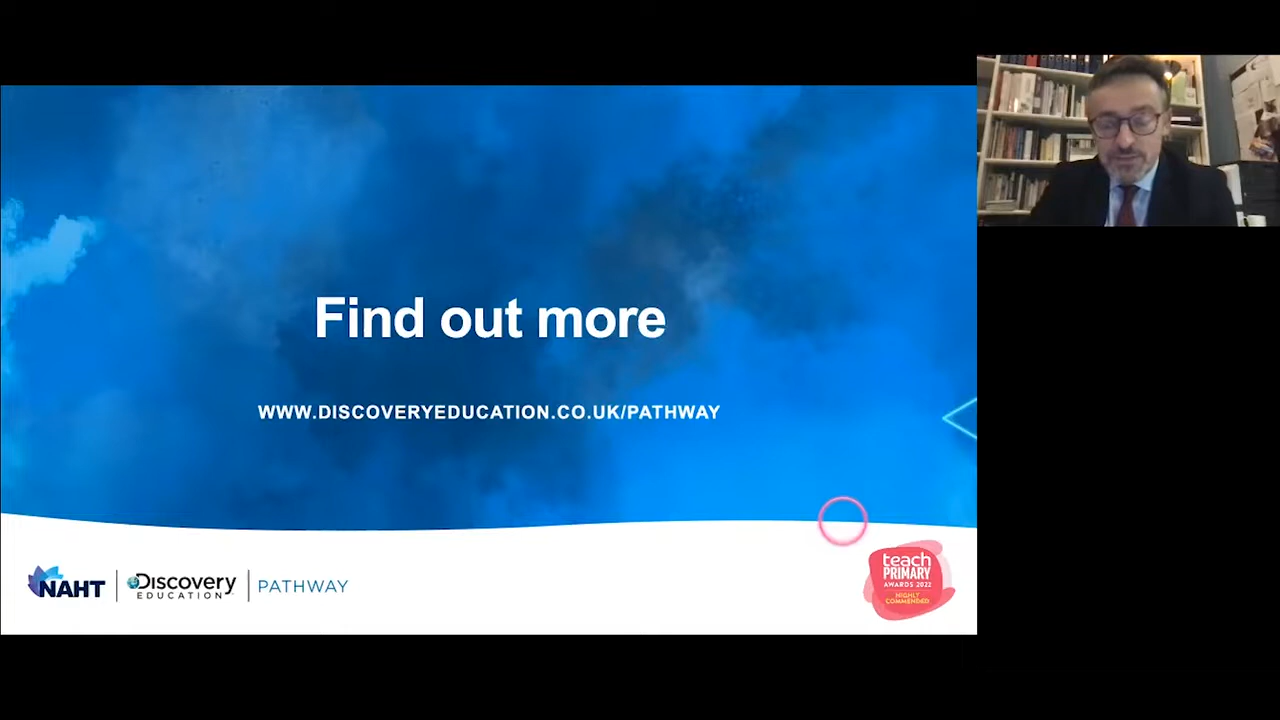 Find out more
WWW.DISCOVERYEDUCATION.CO.UK/PATHWAY
NAHT
Discovery
EDUCATION
PATHWAY
teach
PRIMARY
AWARDS 2022
HIGHLY
COMMENDED